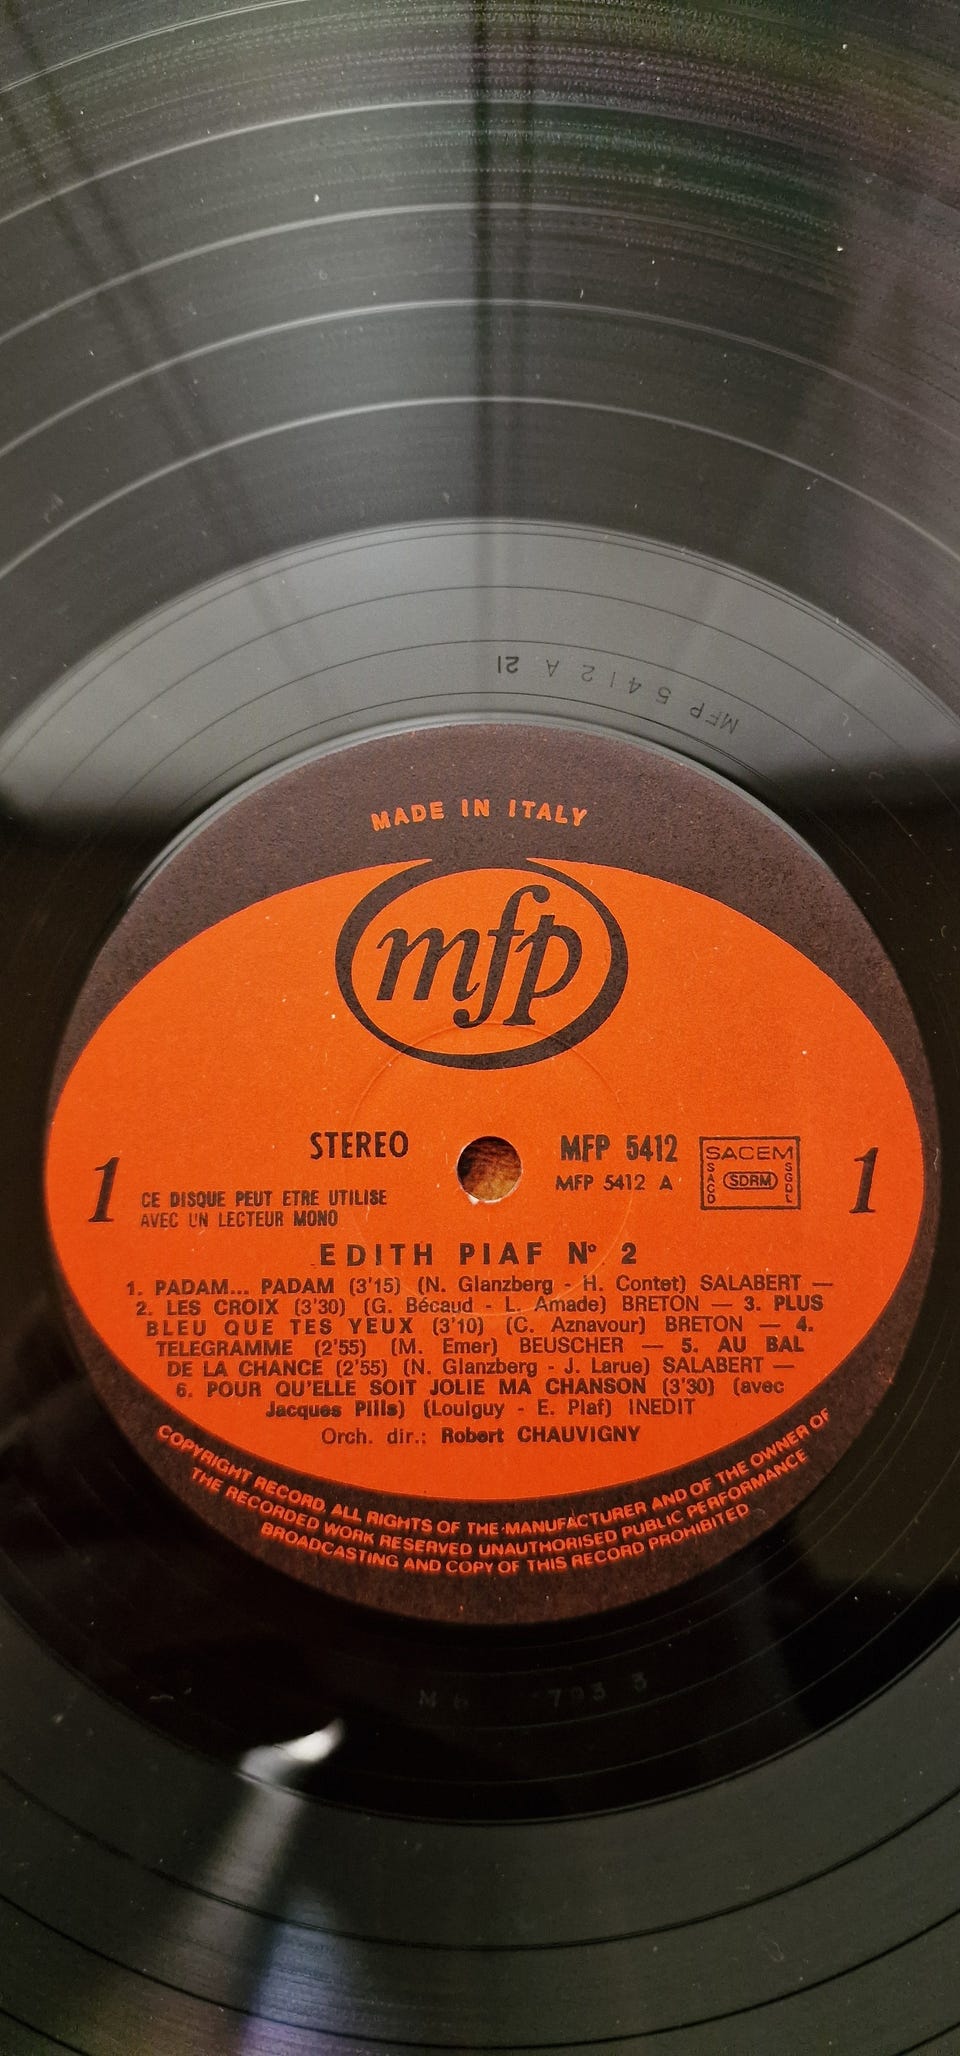 MFP 5412 A 21
MADE IN ITALY
mfp
STEREO
MFP 5412
MFP 5412 A
SACEM
SACD
SDRM
SGDL
1
1
CE DISQUE PEUT ETRE UTILISE
AVEC UN LECTEUR MONO
EDITH PIAF Nº 2
1. PADAM... PADAM (3'15) (N. Glanzberg - H. Contet) SALABERT —
2. LES CROIX (3'30) (G. Bécaud - L. Amade) BRETON — 3. PLUS
BLEU QUE TES YEUX (3'10) (C. Aznavour) BRETON — 4.
TELEGRAMME (2'55) (M. Emer) BEUSCHER — 5. AU BAL
DE LA CHANCE (2'55) (N. Glanzberg - J. Larue) SALABERT —
6. POUR QU'ELLE SOIT JOLIE MA CHANSON (3'30) (avec
Jacques Pills) (Louiguy - E. Piaf) INEDIT
Orch. dir.: Robert CHAUVIGNY
COPYRIGHT RECORD. ALL RIGHTS OF THE MANUFACTURER AND OF THE OWNER OF
THE RECORDED WORK RESERVED UNAUTHORISED PUBLIC PERFORMANCE
BROADCASTING AND COPY OF THIS RECORD PROHIBITED